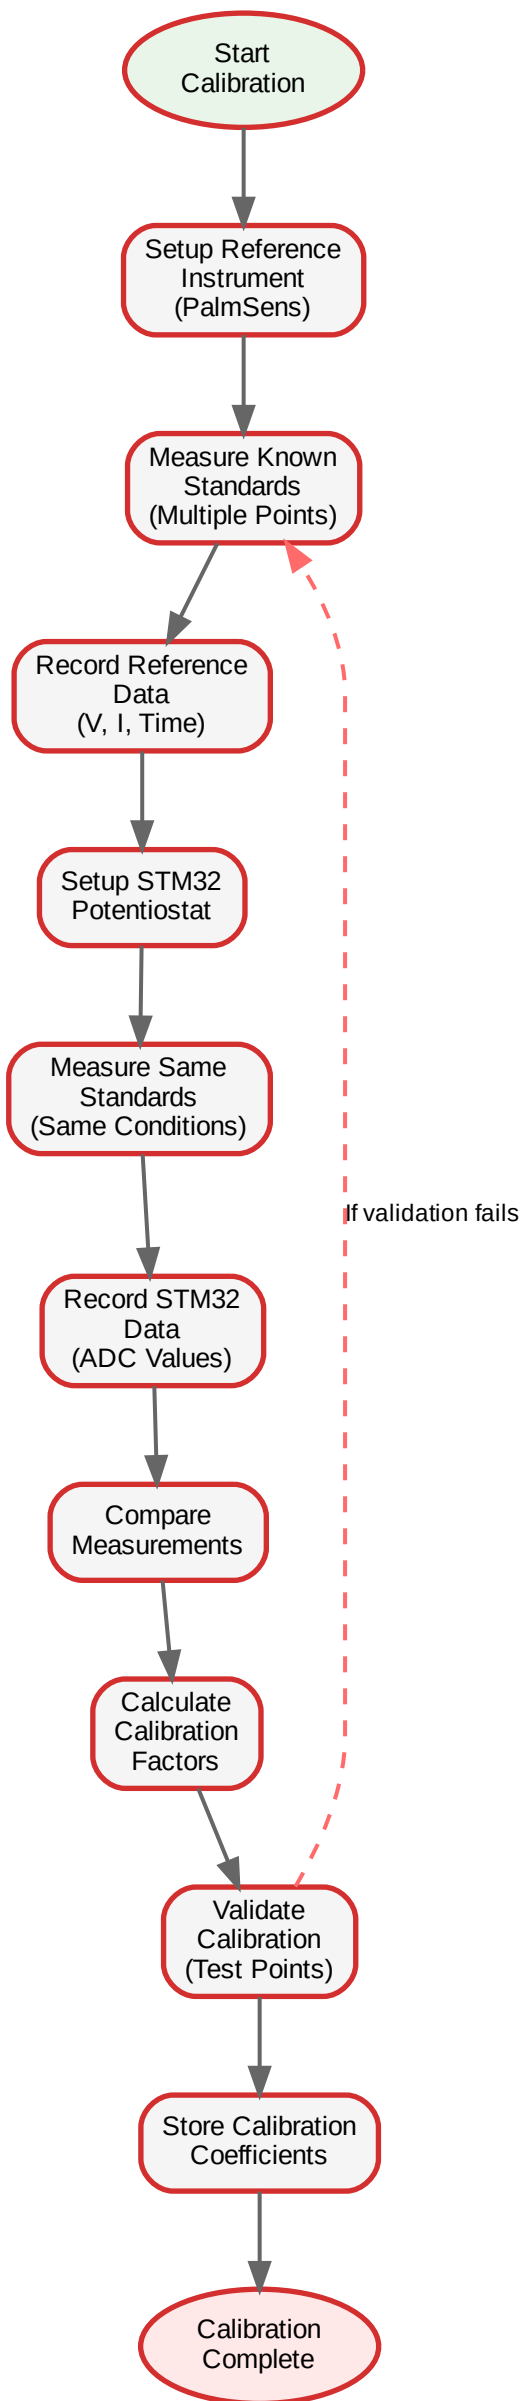 Start
Calibration
Setup Reference
Instrument
(PalmSens)
Measure Known
Standards
(Multiple Points)
Record Reference
Data
(V, I, Time)
Setup STM32
Potentiostat
Measure Same
Standards
(Same Conditions)
If validation fails
Record STM32
Data
(ADC Values)
Compare
Measurements
Calculate
Calibration
Factors
Validate
Calibration
(Test Points)
Store Calibration
Coefficients
Calibration
Complete